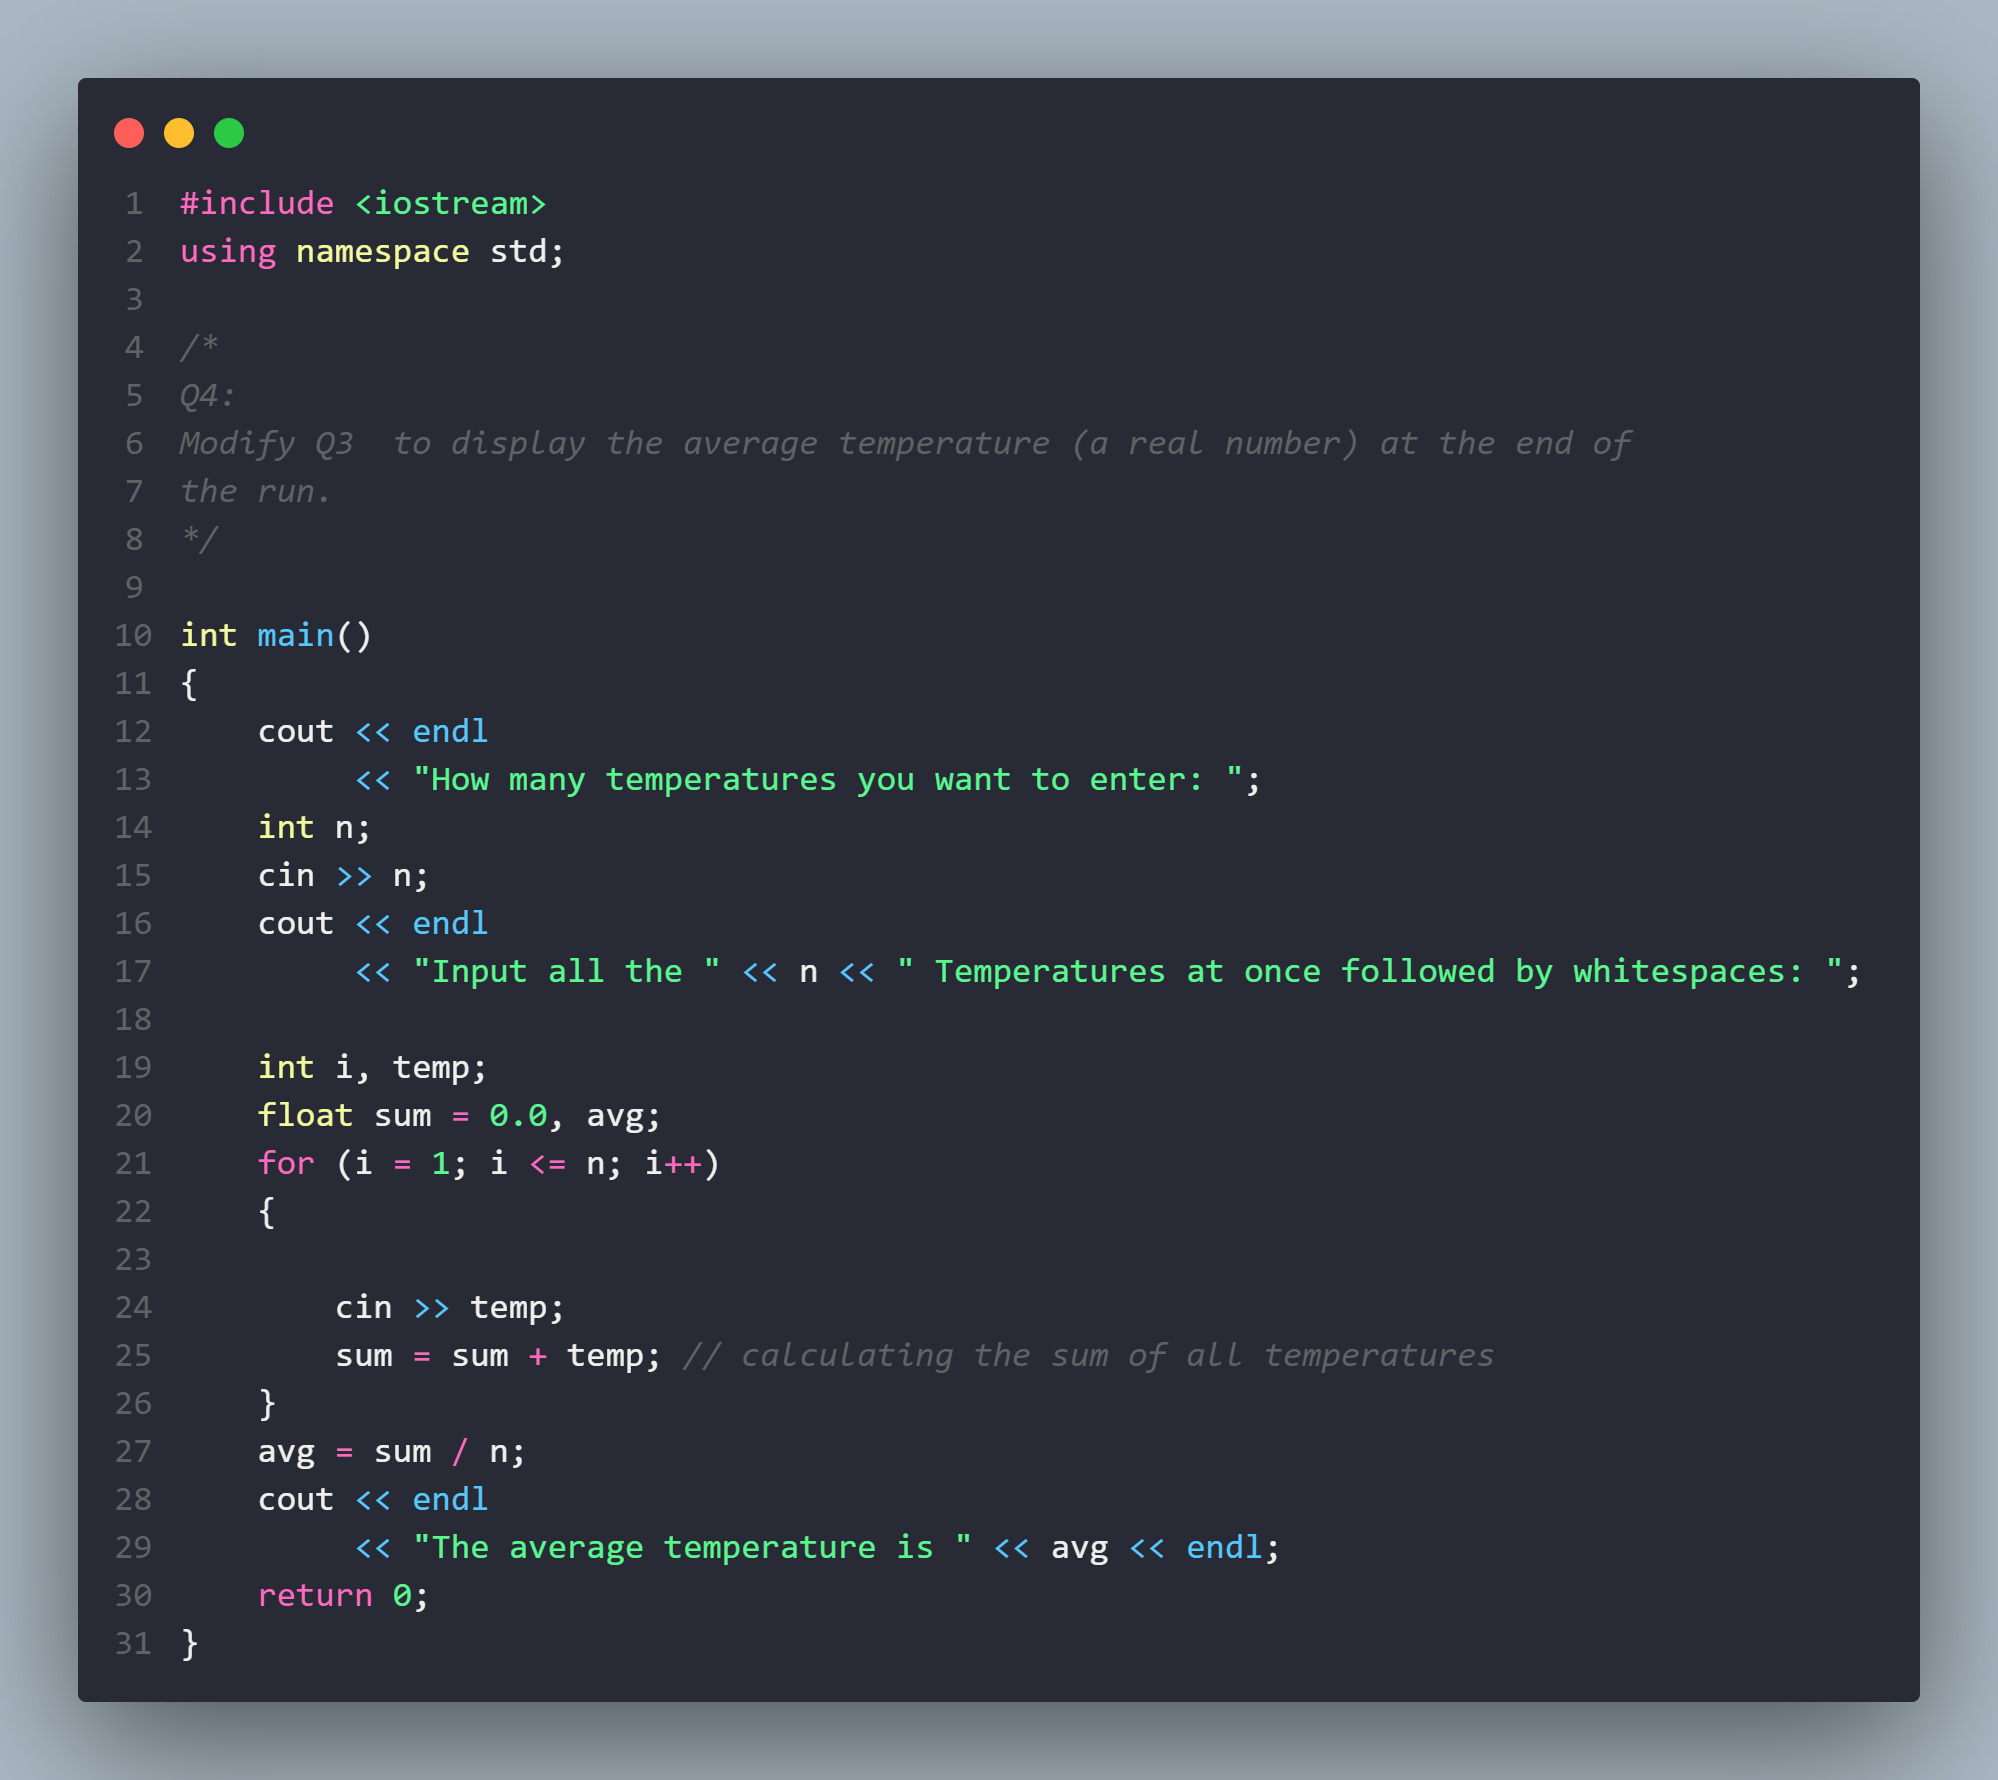 1 #include <iostream>
2 using namespace std;
3
4 /*
5 Q4:
6 Modify Q3  to display the average temperature (a real number) at the end of
7 the run.
8 */
9
10 int main()
11 {
12     cout << endl
13          << "How many temperatures you want to enter: ";
14     int n;
15     cin >> n;
16     cout << endl
17          << "Input all the " << n << " Temperatures at once followed by whitespaces: ";
18
19     int i, temp;
20     float sum = 0.0, avg;
21     for (i = 1; i <= n; i++)
22     {
23
24         cin >> temp;
25         sum = sum + temp; // calculating the sum of all temperatures
26     }
27     avg = sum / n;
28     cout << endl
29          << "The average temperature is " << avg << endl;
30     return 0;
31 }